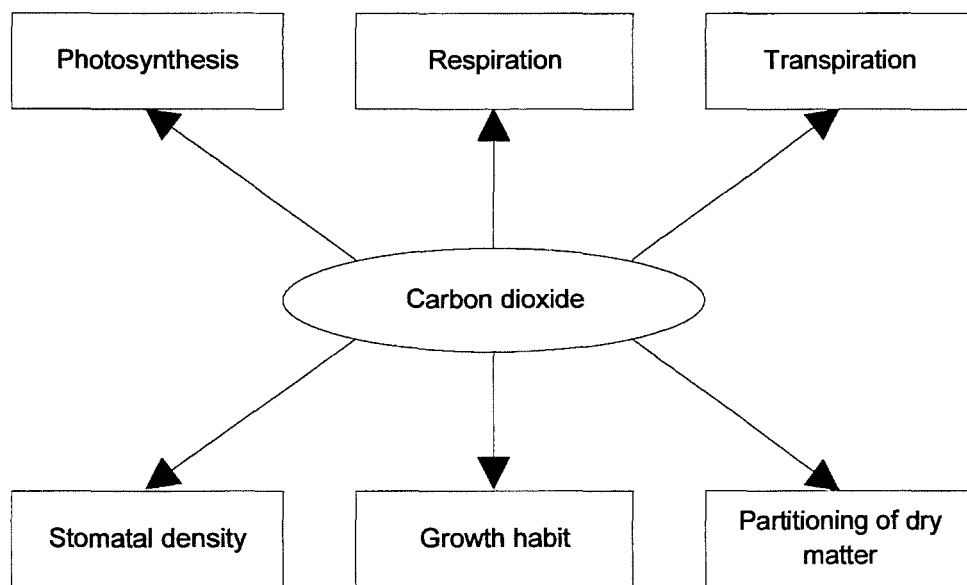 Photosynthesis
Respiration
Transpiration
Carbon dioxide
Stomatal density
Growth habit
Partitioning of dry
matter